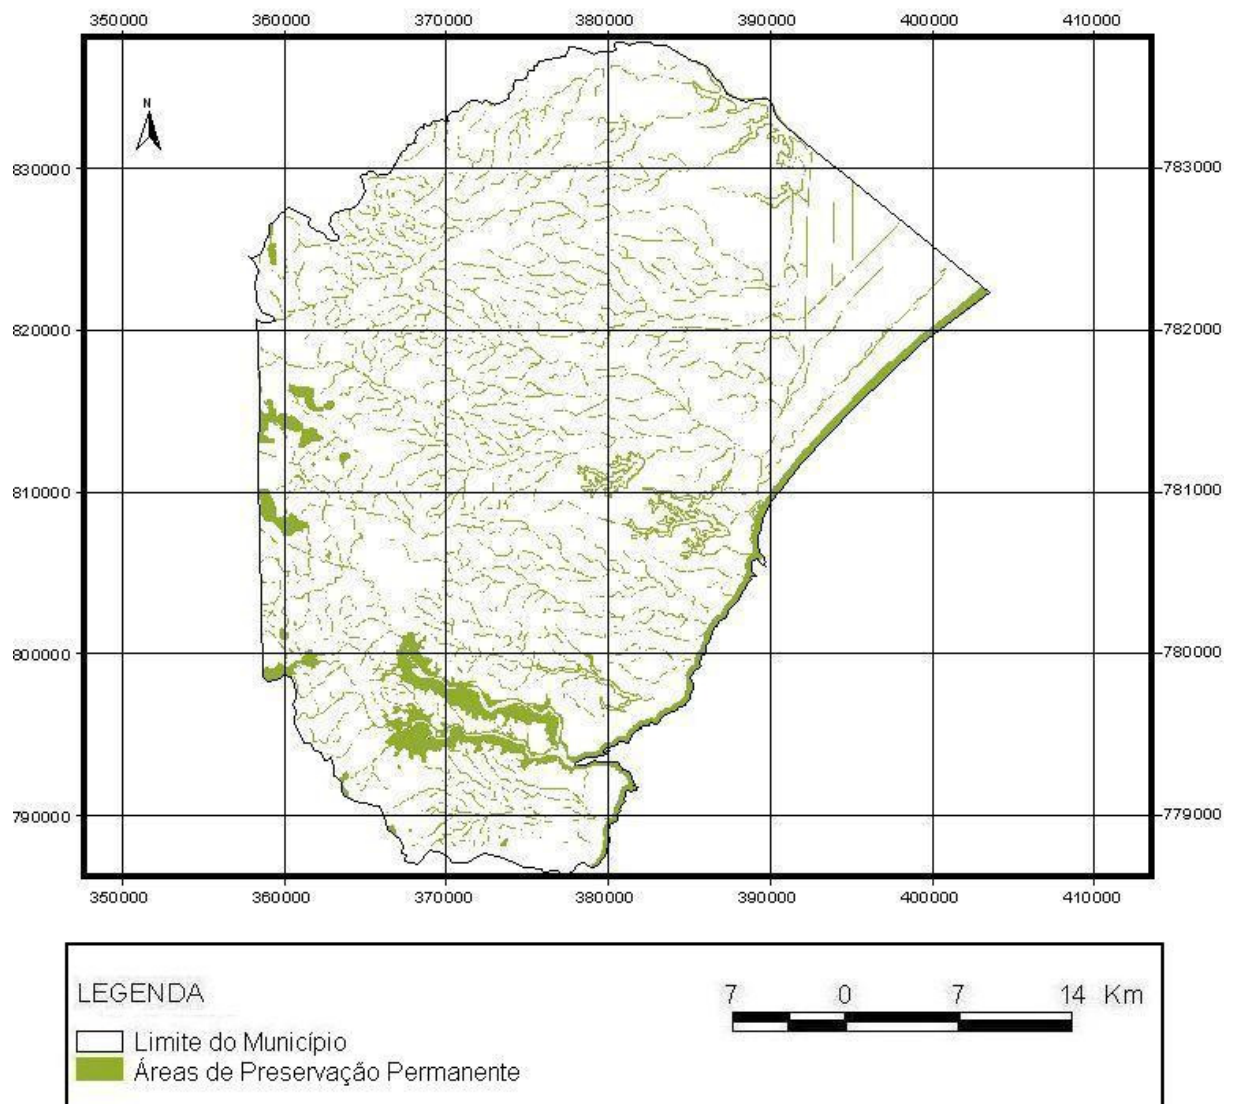 350000 360000 370000 380000 390000 400000 410000
N
830000 783000
820000 782000
810000 781000
800000 780000
790000 779000
350000 360000 370000 380000 390000 400000 410000
LEGENDA
7 0 7 14 Km
Limite do Município
Áreas de Preservação Permanente